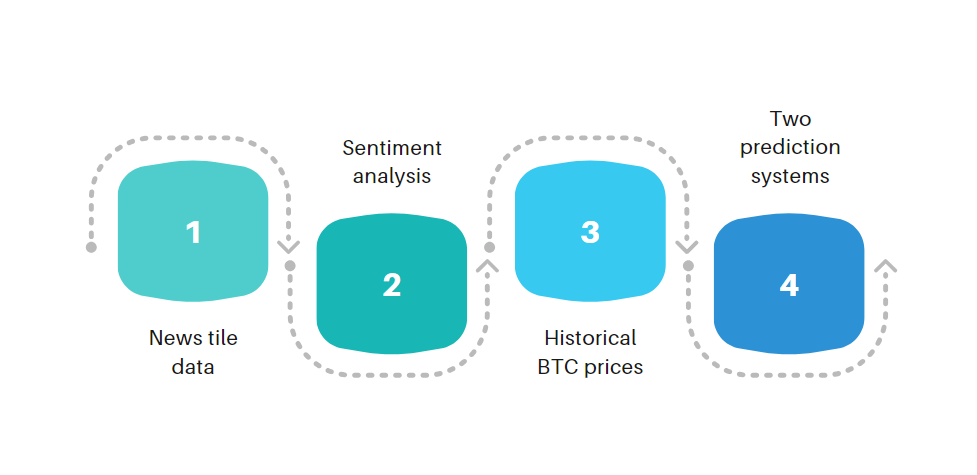 1
News tile
data
Sentiment
analysis
2
3
Historical
BTC prices
Two
prediction
systems
4